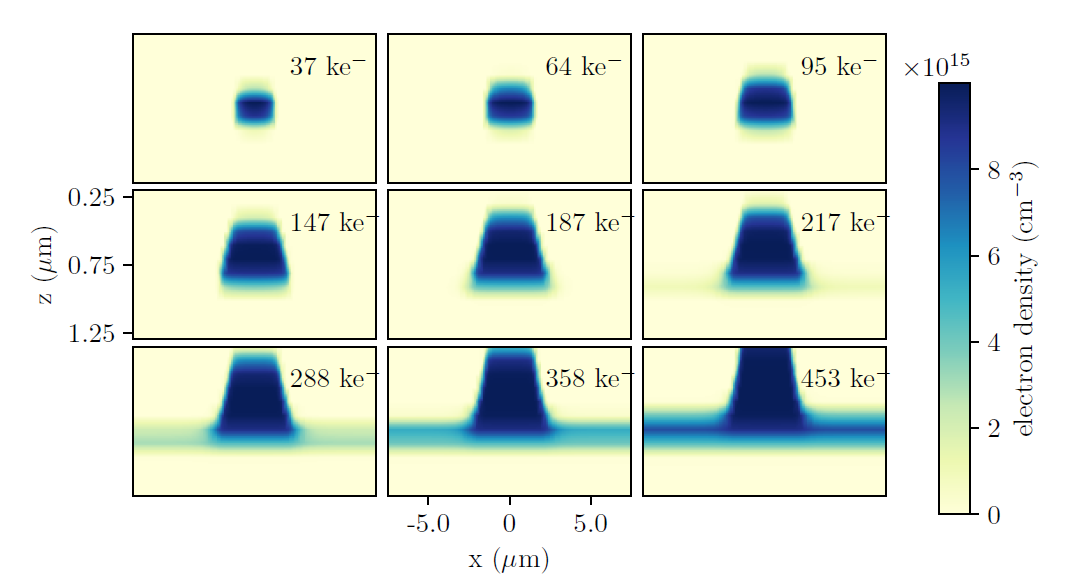 37 ke⁻
64 ke⁻
95 ke⁻
×10¹⁵
147 ke⁻
187 ke⁻
217 ke⁻
288 ke⁻
358 ke⁻
453 ke⁻
0.25
0.75
1.25
z (μm)
-5.0 0 5.0
x (μm)
8
6
4
2
0
electron density (cm⁻³)